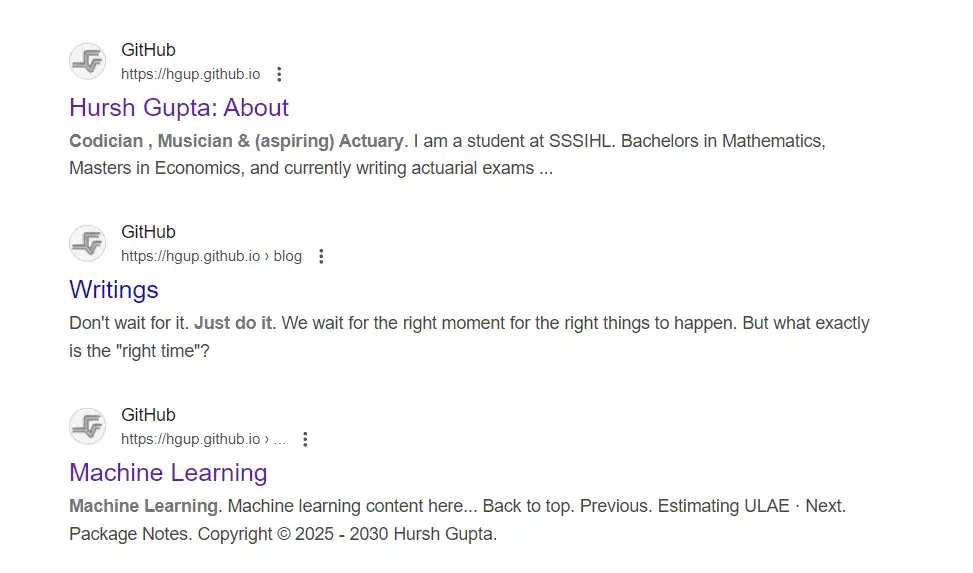 GitHub
https://hgup.github.io
Hursh Gupta: About
Codician , Musician & (aspiring) Actuary. I am a student at SSSIHL. Bachelors in Mathematics,
Masters in Economics, and currently writing actuarial exams ...
GitHub
https://hgup.github.io › blog
Writings
Don't wait for it. Just do it. We wait for the right moment for the right things to happen. But what exactly
is the "right time"?
GitHub
https://hgup.github.io › ...
Machine Learning
Machine Learning. Machine learning content here... Back to top. Previous. Estimating ULAE · Next.
Package Notes. Copyright © 2025 - 2030 Hursh Gupta.